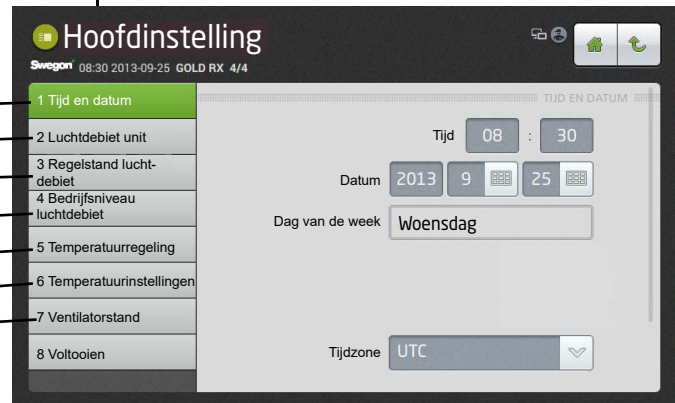 Hoofdinstelling
Swegon 08:30 2013-09-25 GOLD RX 4/4
1 Tijd en datum
2 Luchtdebiet unit
3 Regelstand lucht-
debiet
4 Bedrijfsniveau
luchtdebiet
5 Temperatuurregeling
6 Temperatuurinstellingen
7 Ventilatorstand
8 Voltooien
TIJD EN DATUM
Tijd 08 : 30
Datum 2013 9 25
Dag van de week Woensdag
Tijdzone UTC